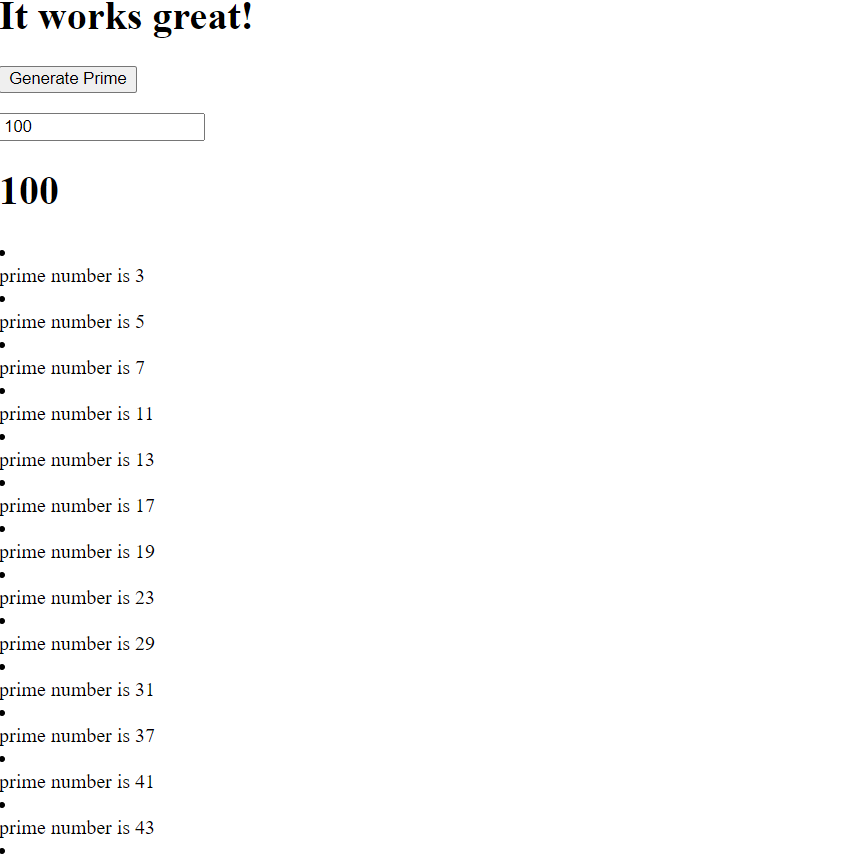 It works great!
Generate Prime
100
100
prime number is 3
prime number is 5
prime number is 7
prime number is 11
prime number is 13
prime number is 17
prime number is 19
prime number is 23
prime number is 29
prime number is 31
prime number is 37
prime number is 41
prime number is 43